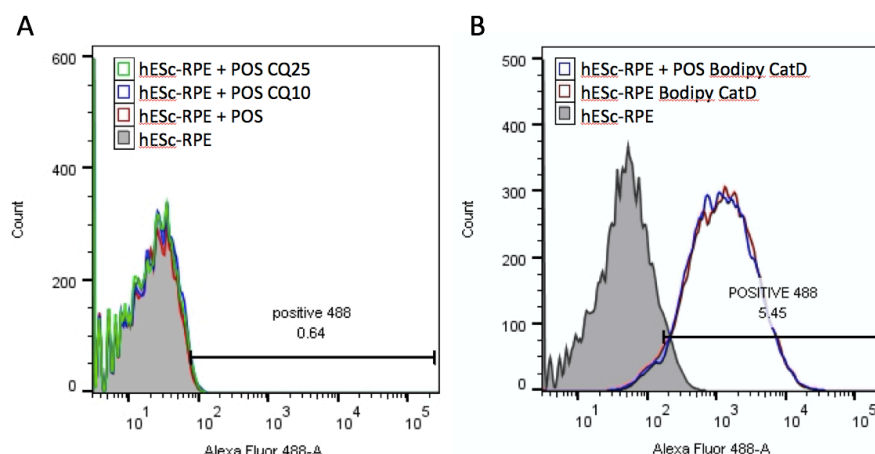 A
hESc-RPE + POS CQ25
hESc-RPE + POS CQ10
hESc-RPE + POS
hESc-RPE
600
400
200
0
Count
positive 488
0.64
10^1 10^2 10^3 10^4 10^5
Alexa Fluor 488-A
B
hESc-RPE + POS Bodipy CatD
hESc-RPE Bodipy CatD
hESc-RPE
500
400
300
200
100
0
Count
POSITIVE 488
5.45
10^1 10^2 10^3 10^4 10^5
Alexa Fluor 488-A